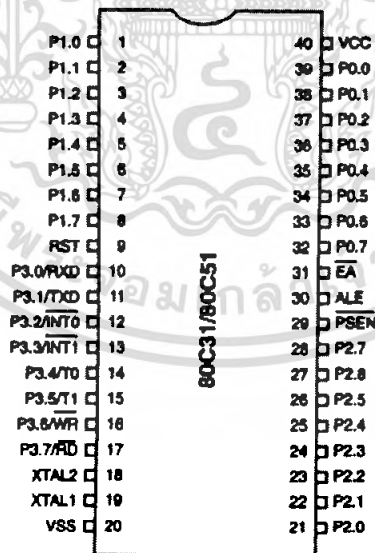 P1.0 1 40 VCC
P1.1 2 39 P0.0
P1.2 3 38 P0.1
P1.3 4 37 P0.2
P1.4 5 36 P0.3
P1.5 6 35 P0.4
P1.6 7 34 P0.5
P1.7 8 33 P0.6
RST 9 32 P0.7
P3.0/RXD 10 31 E̅A̅
P3.1/TXD 11 30 ALE
P3.2/I̅N̅T̅0̅ 12 29 P̅S̅E̅N̅
P3.3/I̅N̅T̅1̅ 13 28 P2.7
P3.4/T0 14 27 P2.6
P3.5/T1 15 26 P2.5
P3.6/W̅R̅ 16 25 P2.4
P3.7/R̅D̅ 17 24 P2.3
XTAL2 18 23 P2.2
XTAL1 19 22 P2.1
VSS 20 21 P2.0
80C31/80C51